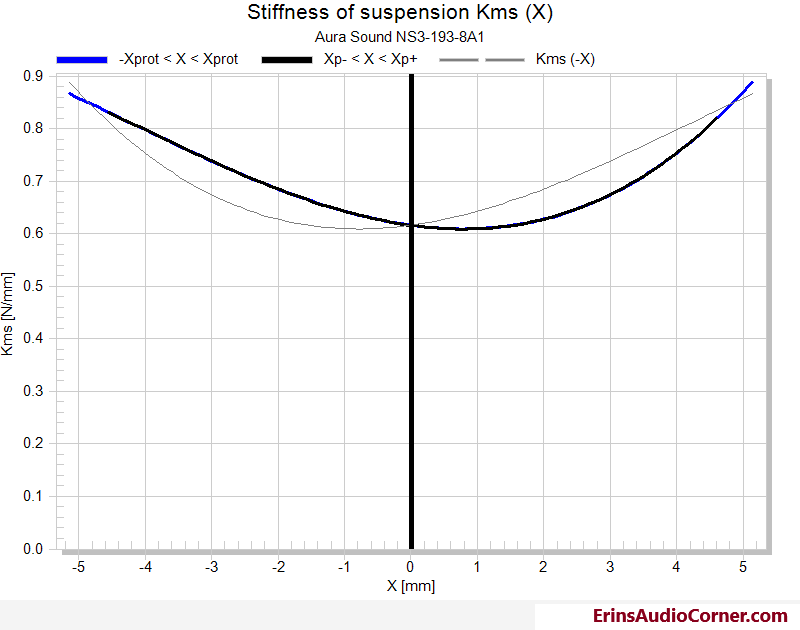 Stiffness of suspension Kms (X)
Aura Sound NS3-193-8A1
-Xprot < X < Xprot Xp- < X < Xp+ Kms (-X)
0.9
0.8
0.7
0.6
0.5
0.4
0.3
0.2
0.1
0.0
Kms [N/mm]
-5 -4 -3 -2 -1 0 1 2 3 4 5
X [mm]
ErinsAudioCorner.com